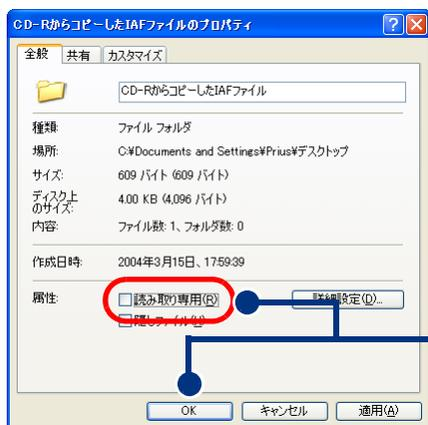 CD-RからコピーしたIAFファイルのプロパティ
全般 共有 カスタマイズ
CD-RからコピーしたIAFファイル
種類: ファイル フォルダ
場所: C:¥Documents and Settings¥Prius¥デスクトップ
サイズ: 609 バイト (609 バイト)
ディスク上のサイズ: 4.00 KB (4,096 バイト)
内容: ファイル数: 1、フォルダ数: 0
作成日時: 2004年3月15日、17:59:39
属性: 読み取り専用(R) 詳細設定(D)...
隠しファイル(H)
OK キャンセル 適用(A)